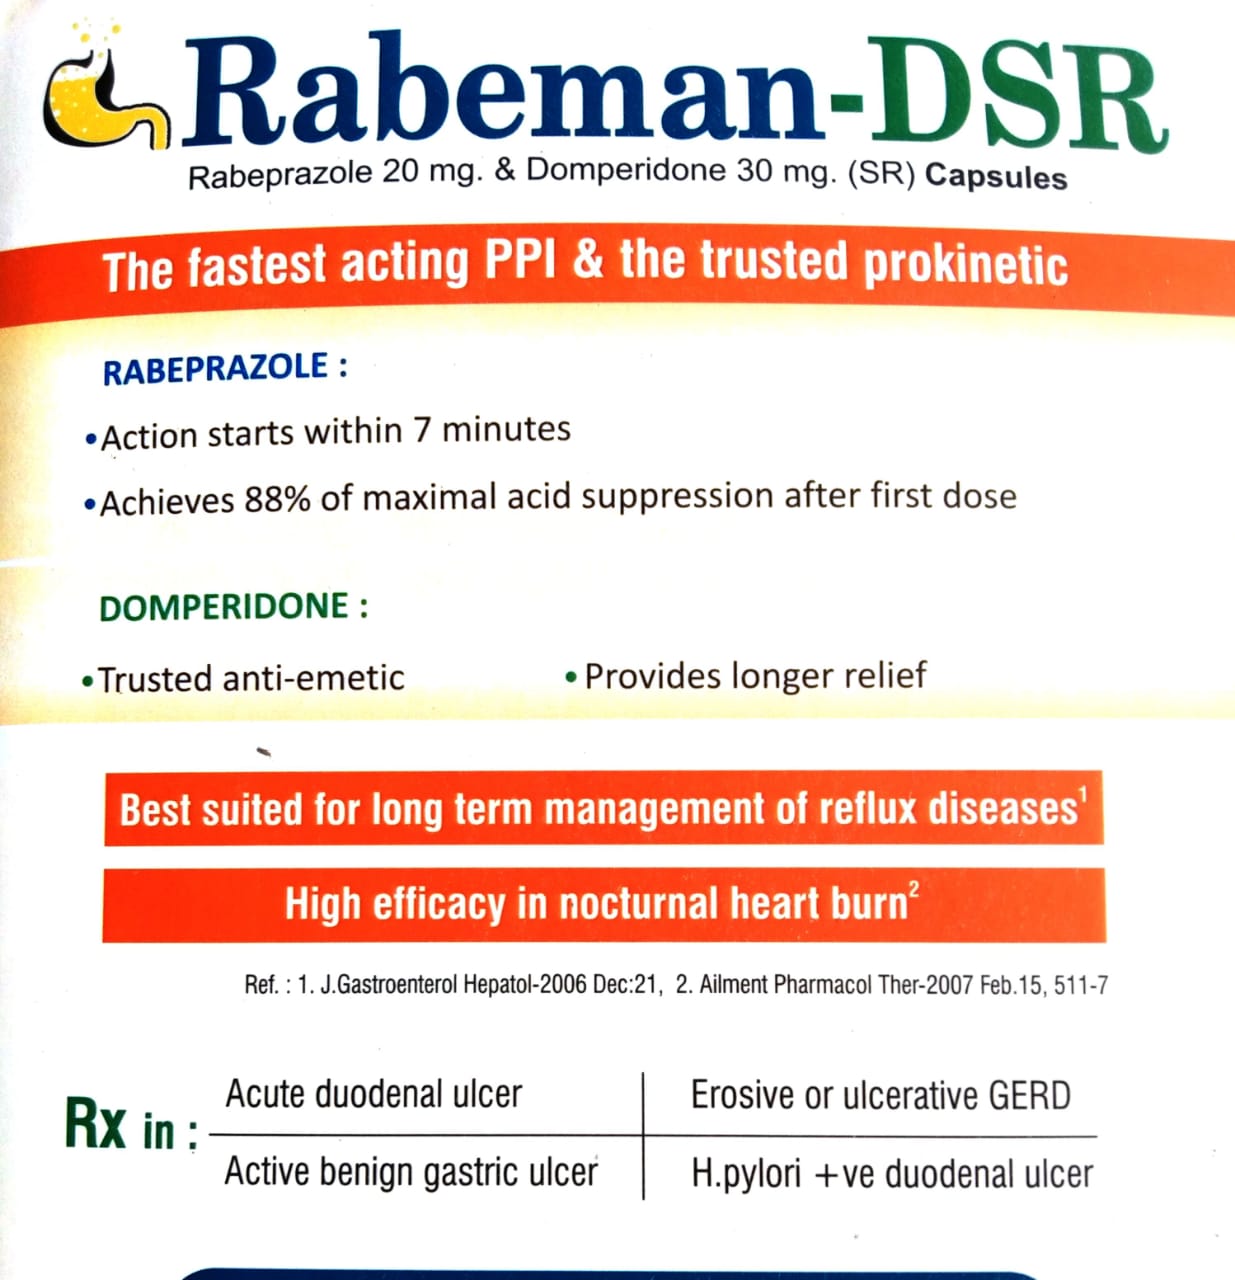 Rabeman-DSR
Rabeprazole 20 mg. & Domperidone 30 mg. (SR) Capsules
The fastest acting PPI & the trusted prokinetic
RABEPRAZOLE :
•Action starts within 7 minutes
•Achieves 88% of maximal acid suppression after first dose
DOMPERIDONE :
•Trusted anti-emetic
•Provides longer relief
Best suited for long term management of reflux diseases¹
High efficacy in nocturnal heart burn²
Ref. : 1. J.Gastroenterol Hepatol-2006 Dec:21, 2. Ailment Pharmacol Ther-2007 Feb.15, 511-7
Rx in :
Acute duodenal ulcer
Erosive or ulcerative GERD
Active benign gastric ulcer
H.pylori +ve duodenal ulcer